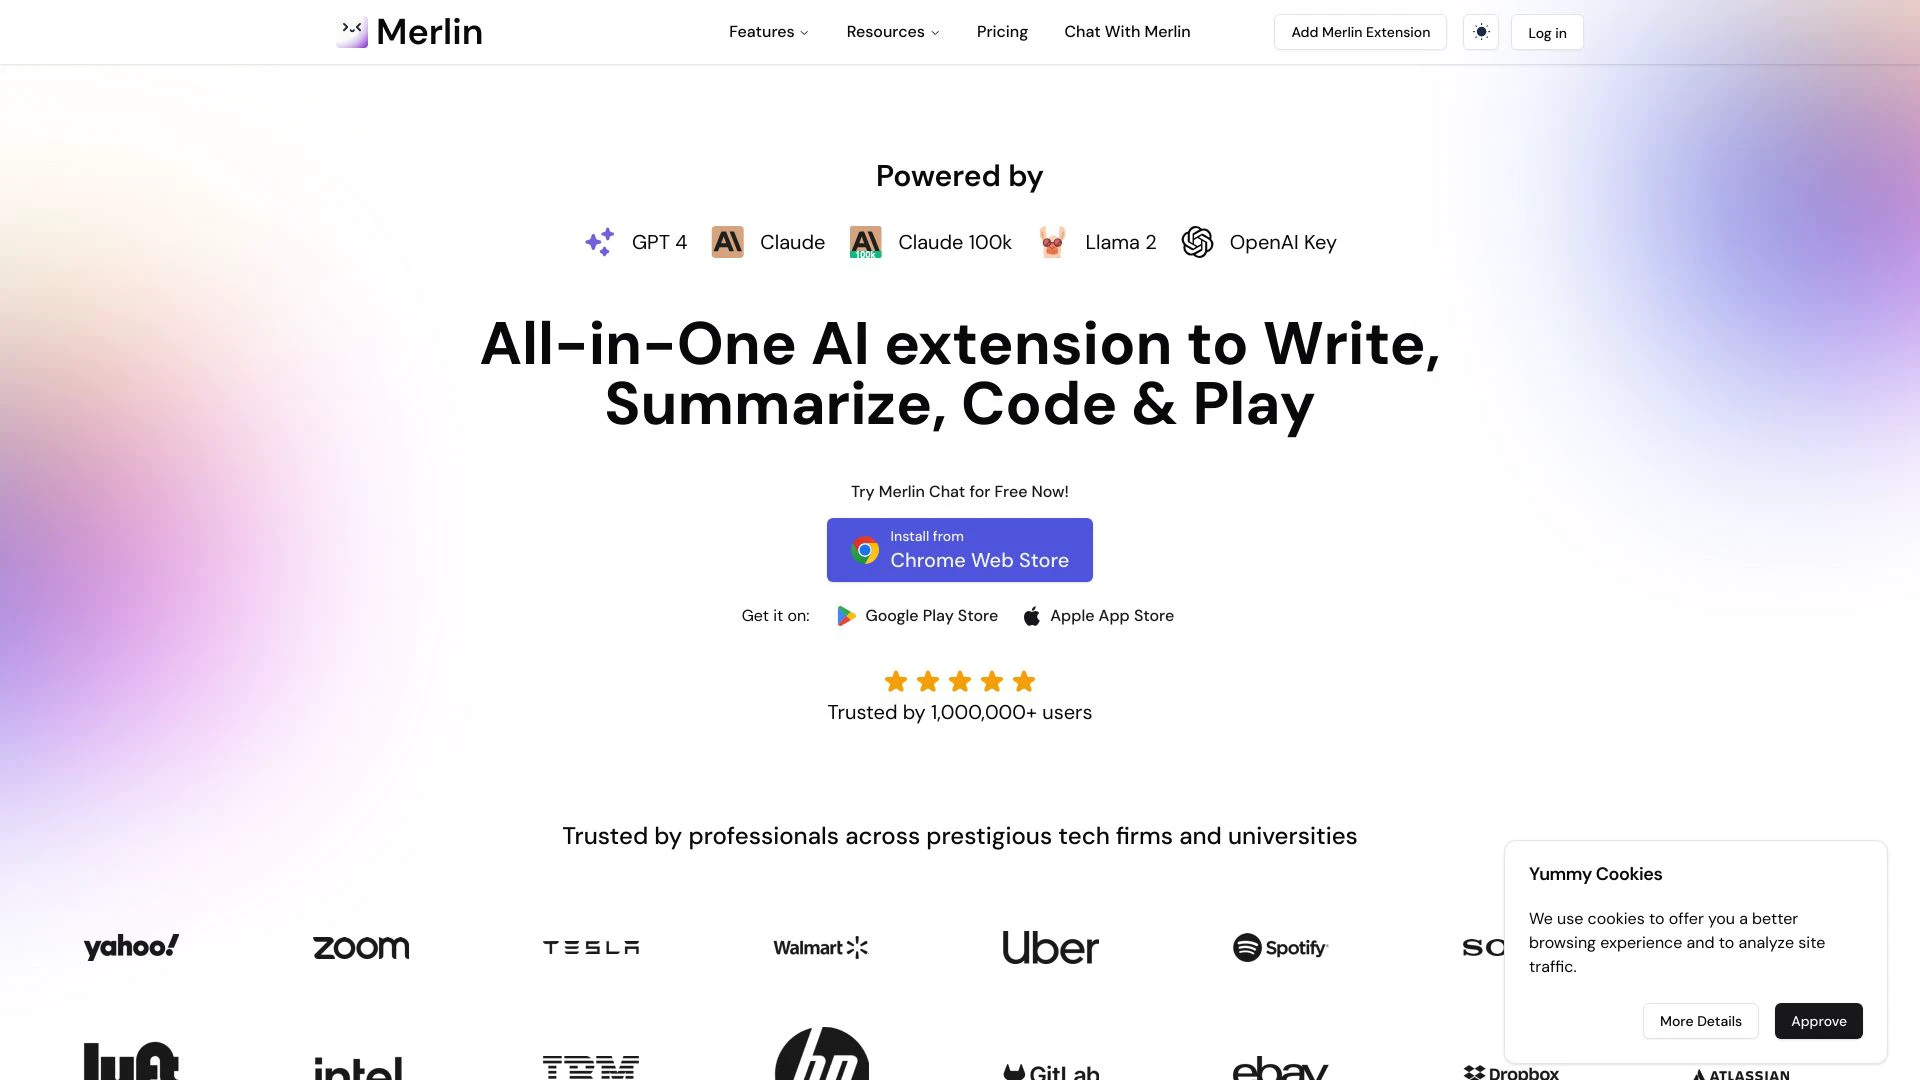 Merlin
Features
Resources
Pricing
Chat With Merlin
Add Merlin Extension
Log in
Powered by
GPT 4
Claude
100k
Claude 100k
Llama 2
OpenAI Key
All-in-One AI extension to Write,
Summarize, Code & Play
Try Merlin Chat for Free Now!
Install from
Chrome Web Store
Get it on:
Google Play Store
Apple App Store
Trusted by 1,000,000+ users
Trusted by professionals across prestigious tech firms and universities
yahoo!
zoom
TESLA
Walmart
Uber
Spotify
Yummy Cookies
We use cookies to offer you a better
browsing experience and to analyze site
traffic.
More Details
Approve
lyft
intel
IBM
hp
GitLab
ebay
Dropbox
ATLASSIAN